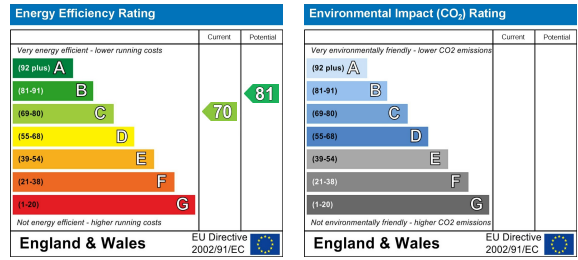 Energy Efficiency Rating
Current Potential
Very energy efficient - lower running costs
(92 plus) A
(81-91) B
(69-80) C
(55-68) D
(39-54) E
(21-38) F
(1-20) G
70
81
Not energy efficient - higher running costs
England & Wales
EU Directive
2002/91/EC
Environmental Impact (CO₂) Rating
Current Potential
Very environmentally friendly - lower CO2 emissions
(92 plus) A
(81-91) B
(69-80) C
(55-68) D
(39-54) E
(21-38) F
(1-20) G
Not environmentally friendly - higher CO2 emissions
England & Wales
EU Directive
2002/91/EC